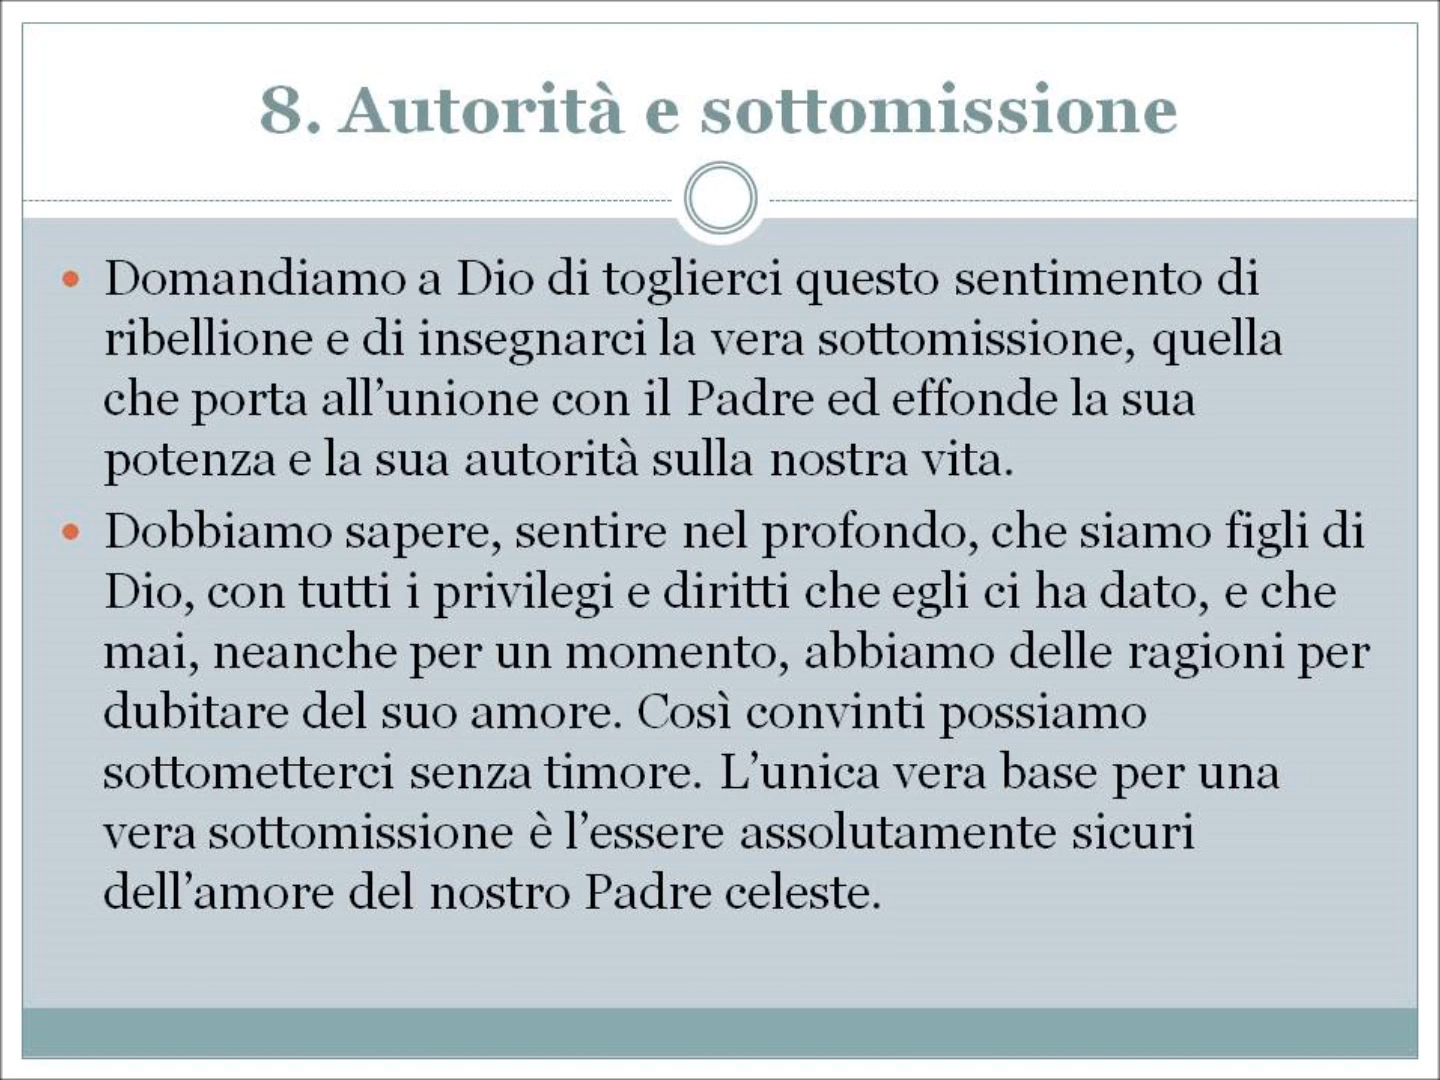 8. Autorità e sottomissione
• Domandiamo a Dio di toglierci questo sentimento di
ribellione e di insegnarci la vera sottomissione, quella
che porta all’unione con il Padre ed effonde la sua
potenza e la sua autorità sulla nostra vita.
• Dobbiamo sapere, sentire nel profondo, che siamo figli di
Dio, con tutti i privilegi e diritti che egli ci ha dato, e che
mai, neanche per un momento, abbiamo delle ragioni per
dubitare del suo amore. Così convinti possiamo
sottometterci senza timore. L’unica vera base per una
vera sottomissione è l’essere assolutamente sicuri
dell’amore del nostro Padre celeste.